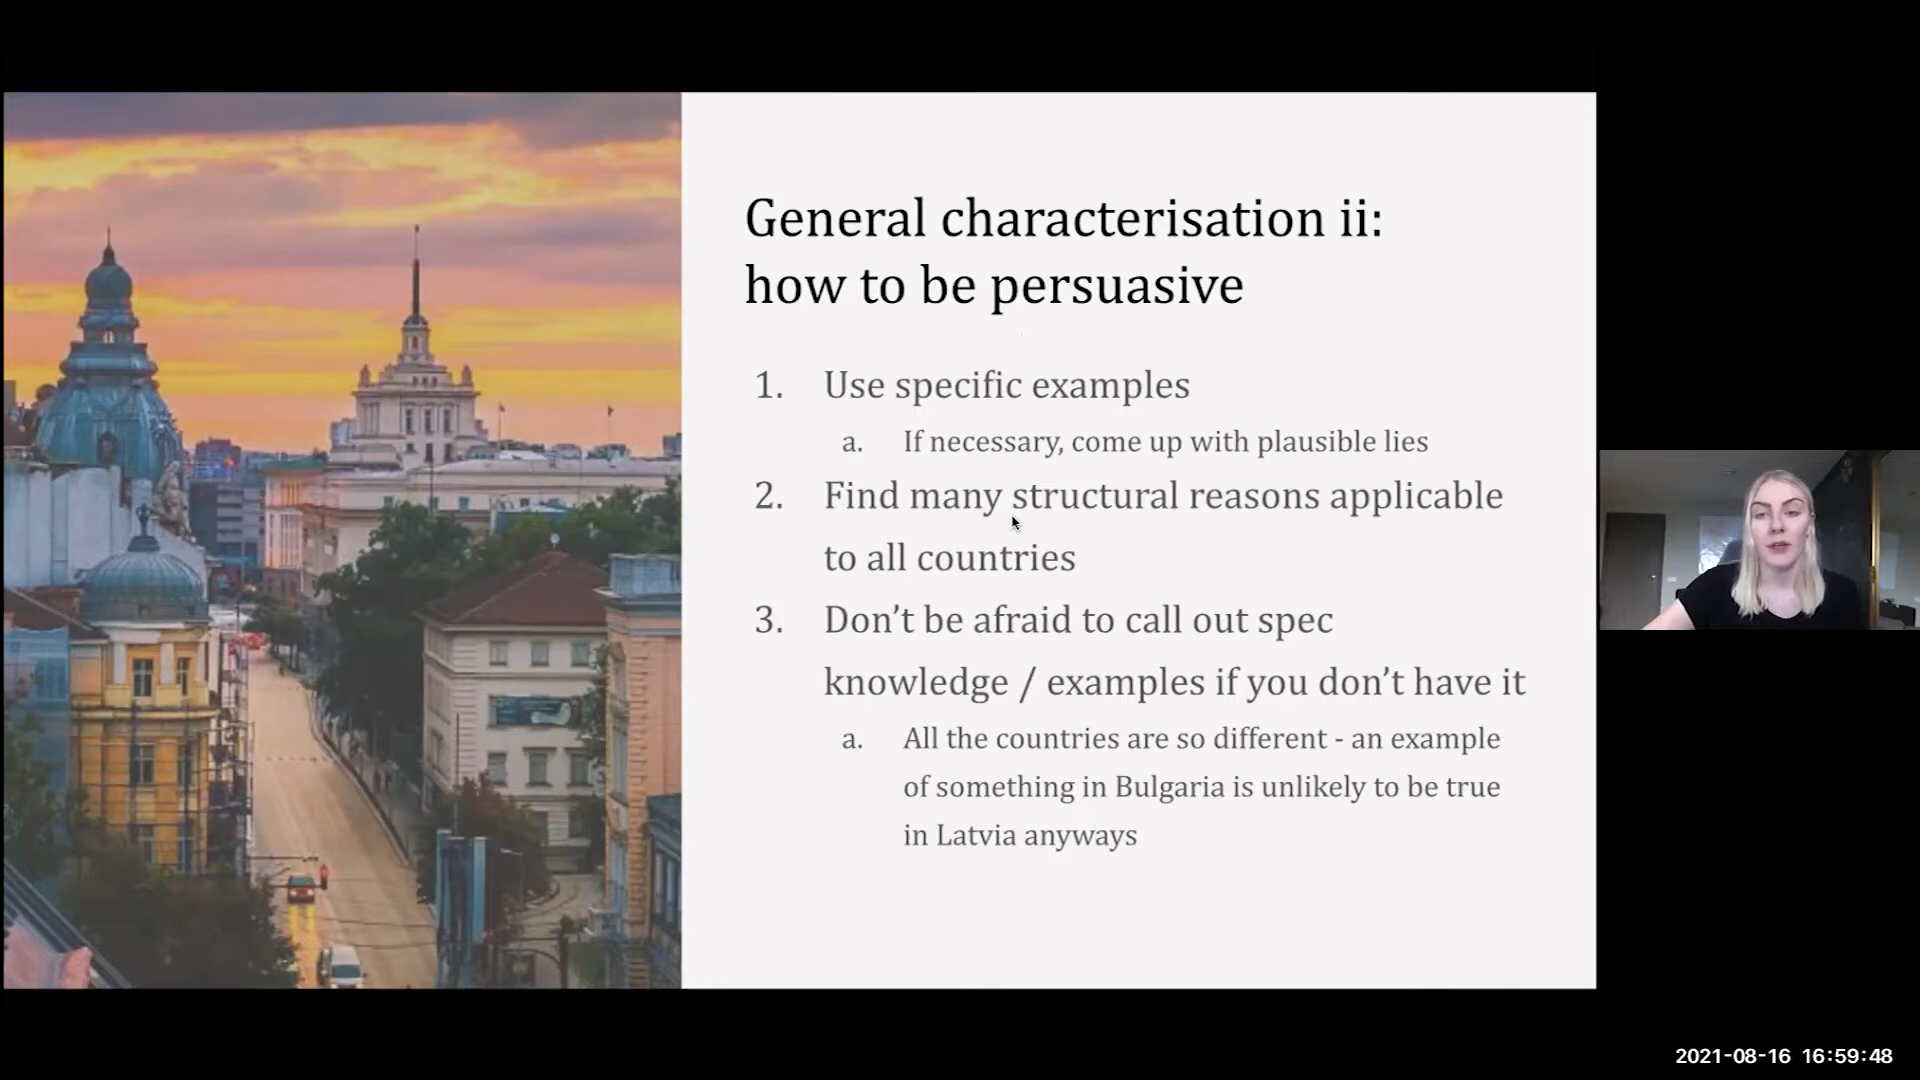 General characterisation ii:
how to be persuasive
1. Use specific examples
a. If necessary, come up with plausible lies
2. Find many structural reasons applicable
to all countries
3. Don’t be afraid to call out spec
knowledge / examples if you don’t have it
a. All the countries are so different - an example
of something in Bulgaria is unlikely to be true
in Latvia anyways
2021-08-16 16:59:48